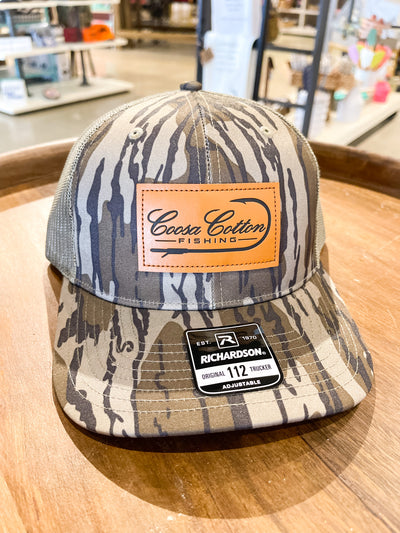 Coosa Cotton
FISHING
EST. R 1970
RICHARDSON®
ORIGINAL 112 TRUCKER
ADJUSTABLE